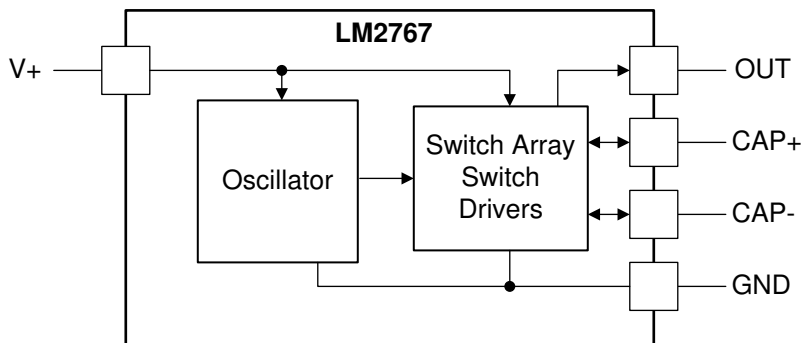 LM2767
V+
OUT
Oscillator
Switch Array
Switch
Drivers
CAP+
CAP-
GND